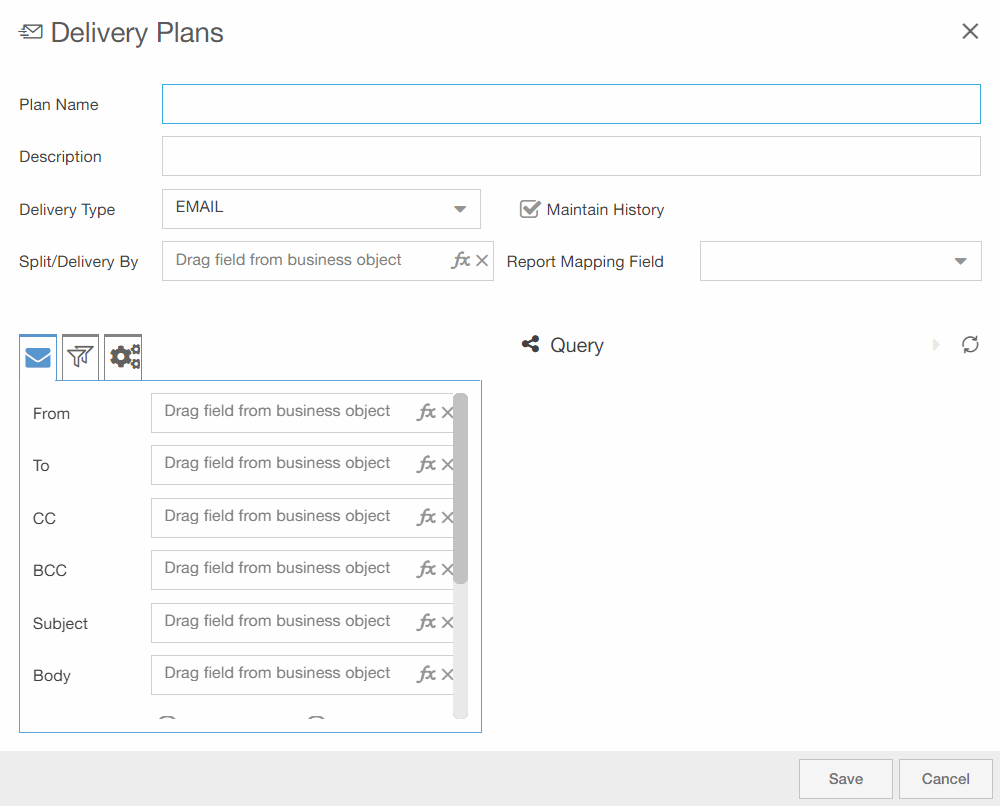 Delivery Plans
Plan Name
Description
Delivery Type EMAIL Maintain History
Split/Delivery By Drag field from business object fx Report Mapping Field
Query
From Drag field from business object fx
To Drag field from business object fx
CC Drag field from business object fx
BCC Drag field from business object fx
Subject Drag field from business object fx
Body Drag field from business object fx
Save Cancel